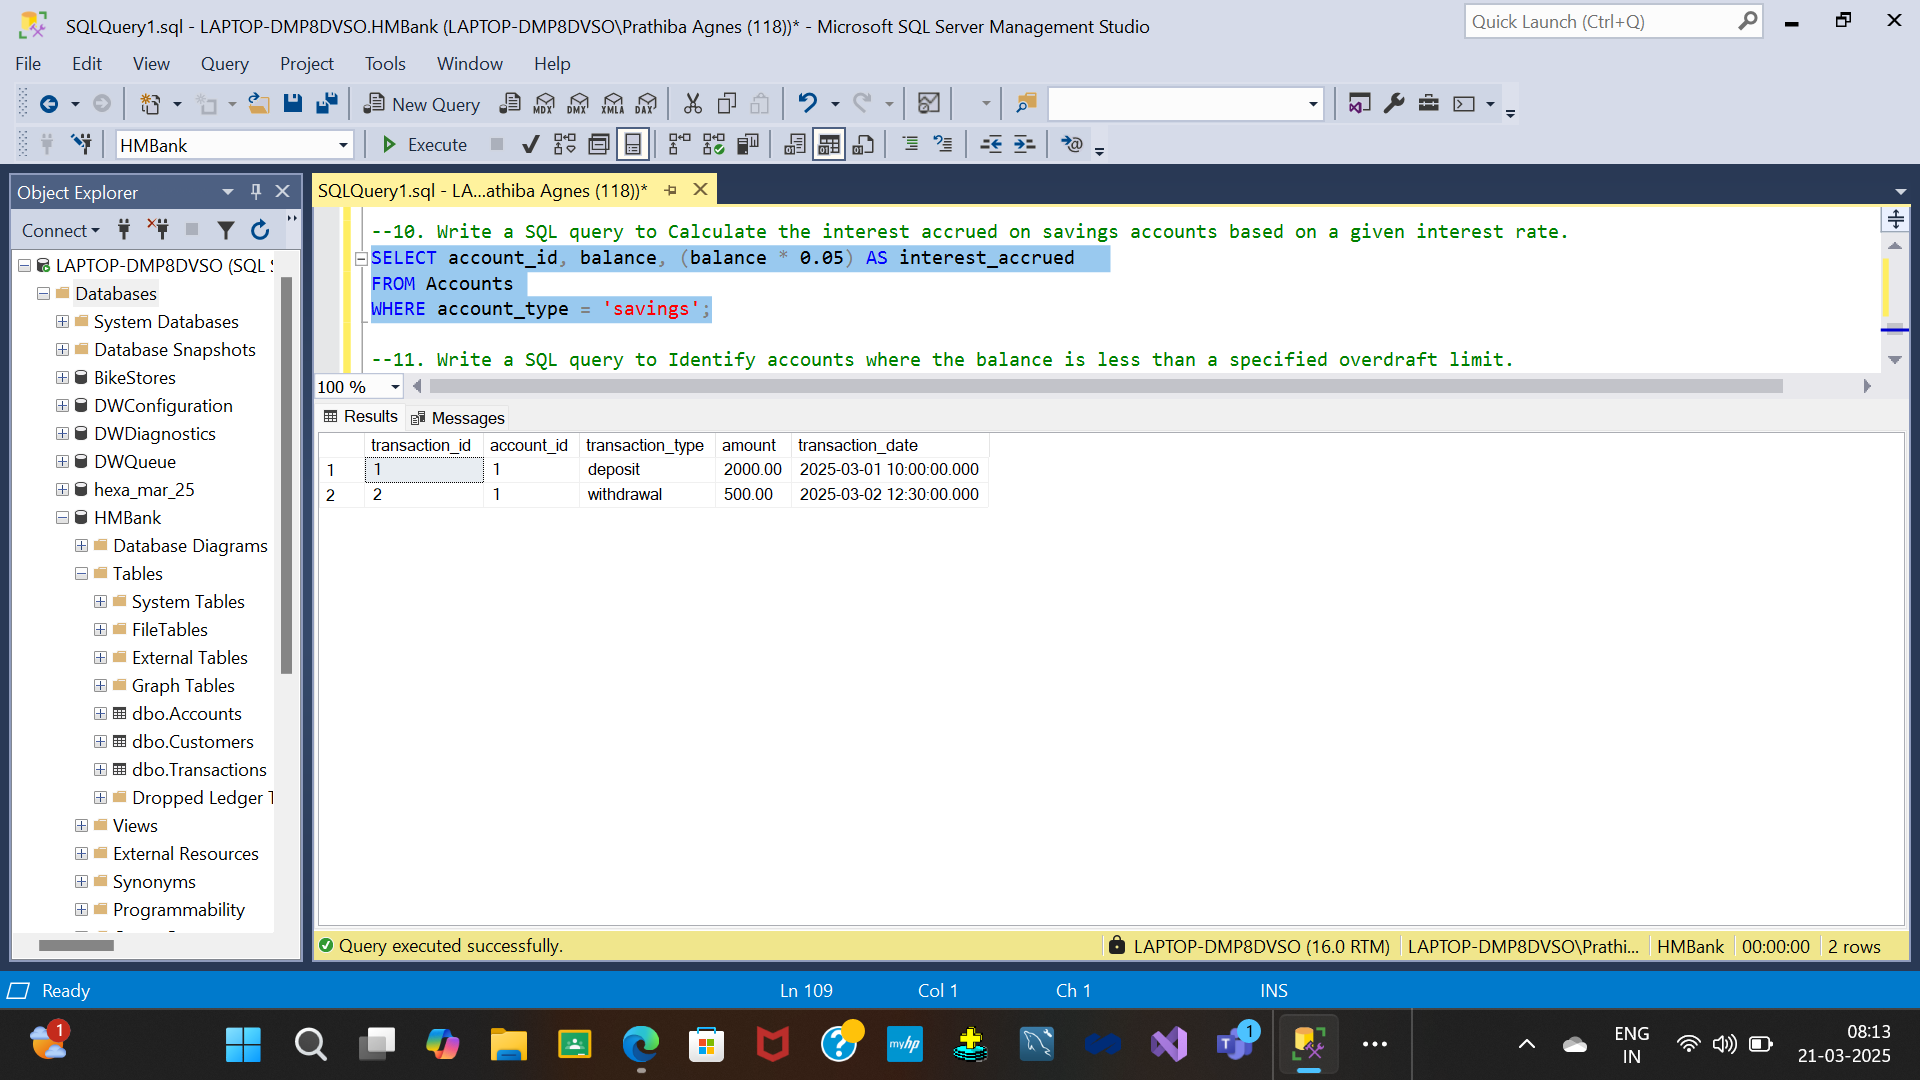 SQLQuery1.sql - LAPTOP-DMP8DVSO.HMBank (LAPTOP-DMP8DVSO\Prathiba Agnes (118))* - Microsoft SQL Server Management Studio
Quick Launch (Ctrl+Q)
File Edit View Query Project Tools Window Help
New Query MDX DMX XMLA DAX
HMBank Execute
Object Explorer
Connect
LAPTOP-DMP8DVSO (SQL S
Databases
System Databases
Database Snapshots
BikeStores
DWConfiguration
DWDiagnostics
DWQueue
hexa_mar_25
HMBank
Database Diagrams
Tables
System Tables
FileTables
External Tables
Graph Tables
dbo.Accounts
dbo.Customers
dbo.Transactions
Dropped Ledger T
Views
External Resources
Synonyms
Programmability
SQLQuery1.sql - LA...athiba Agnes (118))*
--10. Write a SQL query to Calculate the interest accrued on savings accounts based on a given interest rate.
SELECT account_id, balance, (balance * 0.05) AS interest_accrued
FROM Accounts
WHERE account_type = 'savings';
--11. Write a SQL query to Identify accounts where the balance is less than a specified overdraft limit.
100 %
Results Messages
transaction_id account_id transaction_type amount transaction_date
1 1 1 deposit 2000.00 2025-03-01 10:00:00.000
2 2 1 withdrawal 500.00 2025-03-02 12:30:00.000
Query executed successfully. LAPTOP-DMP8DVSO (16.0 RTM) LAPTOP-DMP8DVSO\Prathi... HMBank 00:00:00 2 rows
Ready Ln 109 Col 1 Ch 1 INS
1
myhp
1
ENG
IN
08:13
21-03-2025